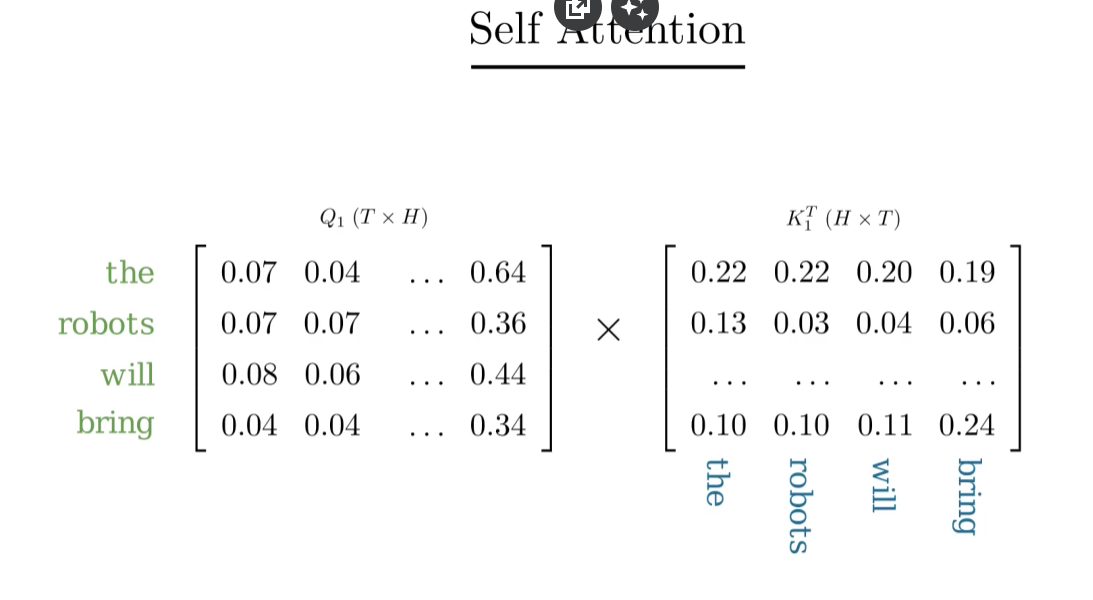 Self Attention
Q₁ (T × H)
K₁ᵀ (H × T)
the 0.07 0.04 ... 0.64
robots 0.07 0.07 ... 0.36
will 0.08 0.06 ... 0.44
bring 0.04 0.04 ... 0.34
×
0.22 0.22 0.20 0.19
0.13 0.03 0.04 0.06
... ... ... ...
0.10 0.10 0.11 0.24
the robots will bring